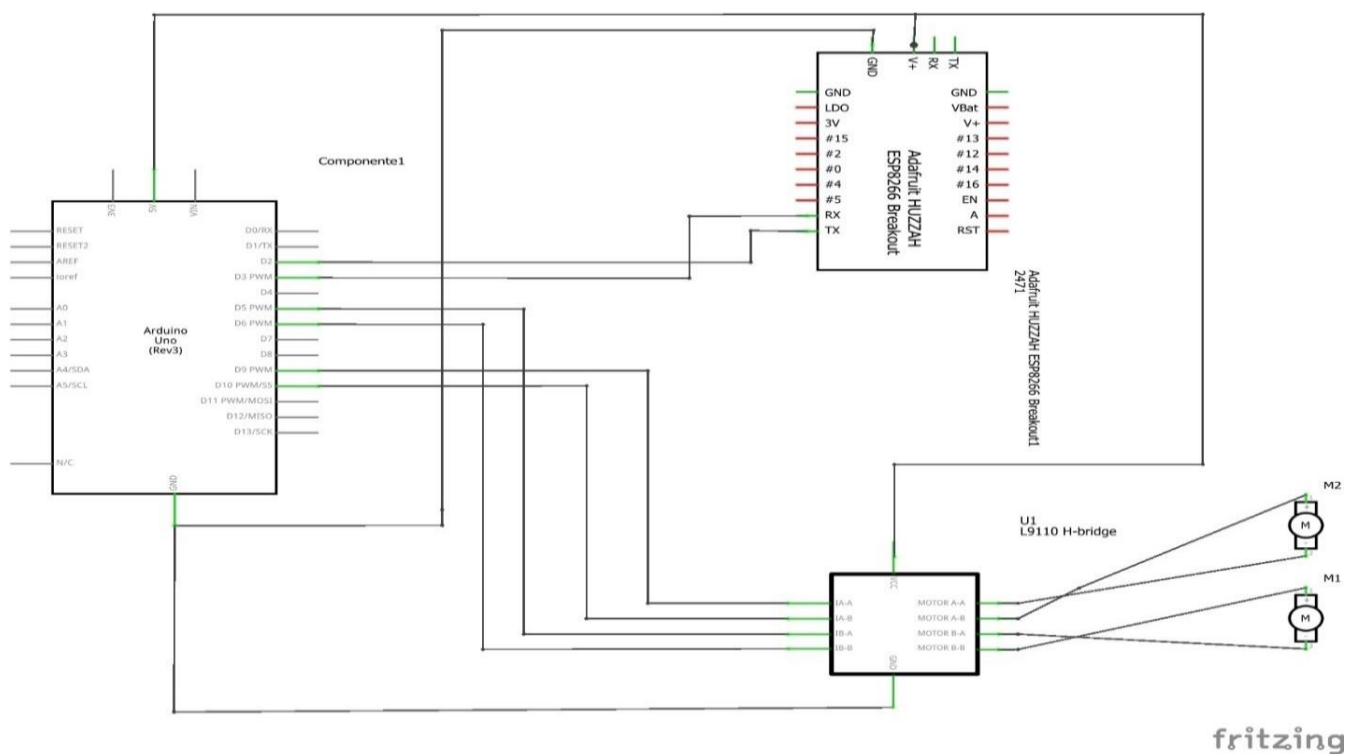 Componente1
3V3
5V
VIN
RESET
RESET2
AREF
ioref
A0
A1
A2
A3
A4/SDA
A5/SCL
N/C
D0/RX
D1/TX
D2
D3 PWM
D4
D5 PWM
D6 PWM
D7
D8
D9 PWM
D10 PWM/SS
D11 PWM/MOSI
D12/MISO
D13/SCK
GND
Arduino
Uno
(Rev3)
GND
V+
RX
TX
GND
LDO
3V
#15
#2
#0
#4
#5
RX
TX
GND
VBat
V+
#13
#12
#14
#16
EN
A
RST
Adafruit HUZZAH
ESP8266 Breakout
Adafruit HUZZAH ESP8266 Breakout1
2471
U1
L9110 H-bridge
VCC
IA-A
IA-B
IB-A
IB-B
MOTOR A-A
MOTOR A-B
MOTOR B-A
MOTOR B-B
GND
M2
M
M1
M
fritzing